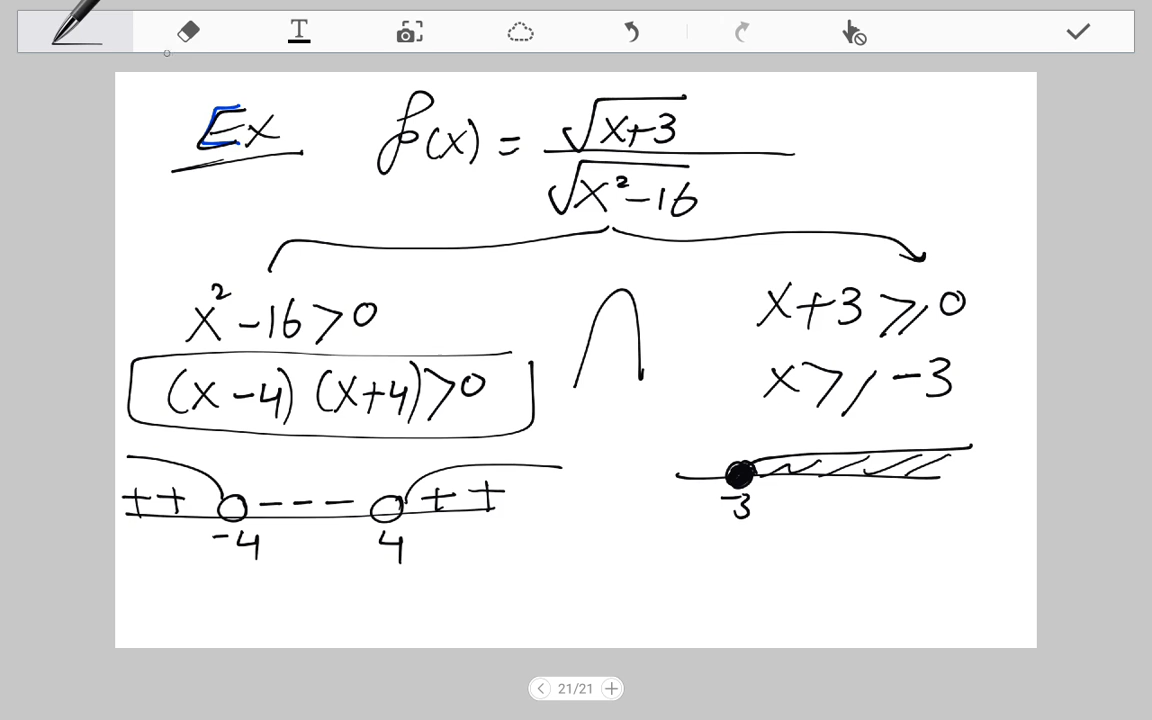 T
Ex f(x) = √x+3 / √x²-16
x²-16>0 ∩ x+3⩾0
(x-4)(x+4)>0 x⩾-3
++ --- ++
-4 4 -3
21/21